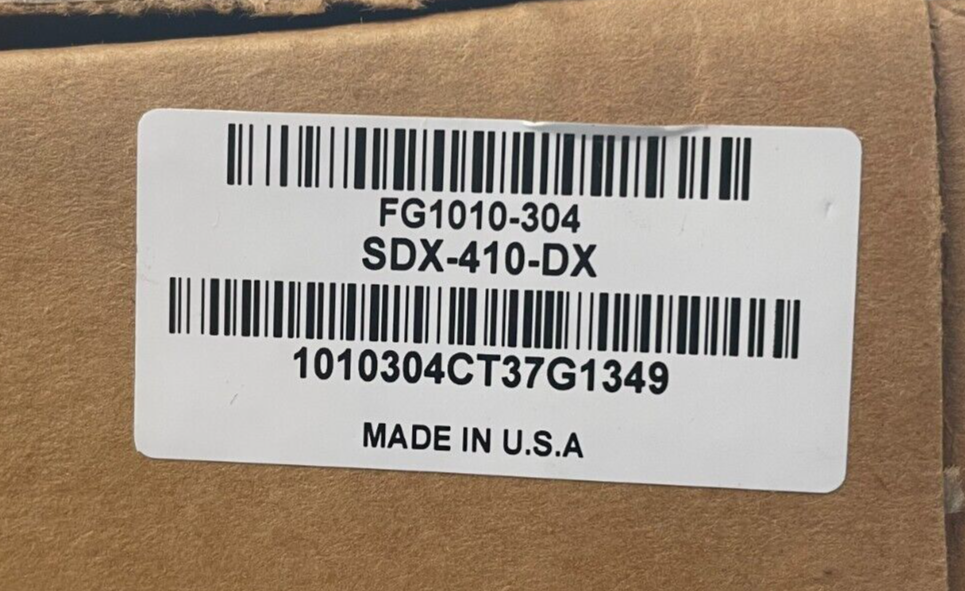 FG1010-304
SDX-410-DX
1010304CT37G1349
MADE IN U.S.A